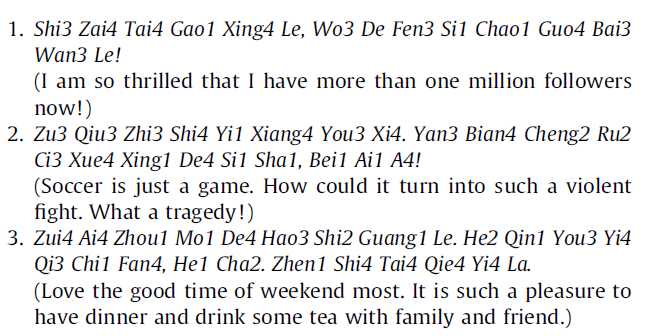 1. Shi3 Zai4 Tai4 Gao1 Xing4 Le, Wo3 De Fen3 Si1 Chao1 Guo4 Bai3
Wan3 Le!
(I am so thrilled that I have more than one million followers
now!)
2. Zu3 Qiu3 Zhi3 Shi4 Yi1 Xiang4 You3 Xi4. Yan3 Bian4 Cheng2 Ru2
Ci3 Xue4 Xing1 De4 Si1 Sha1, Bei1 Ai1 A4!
(Soccer is just a game. How could it turn into such a violent
fight. What a tragedy!)
3. Zui4 Ai4 Zhou1 Mo1 De4 Hao3 Shi2 Guang1 Le. He2 Qin1 You3 Yi4
Qi3 Chi1 Fan4, He1 Cha2. Zhen1 Shi4 Tai4 Qie4 Yi4 La.
(Love the good time of weekend most. It is such a pleasure to
have dinner and drink some tea with family and friend.)